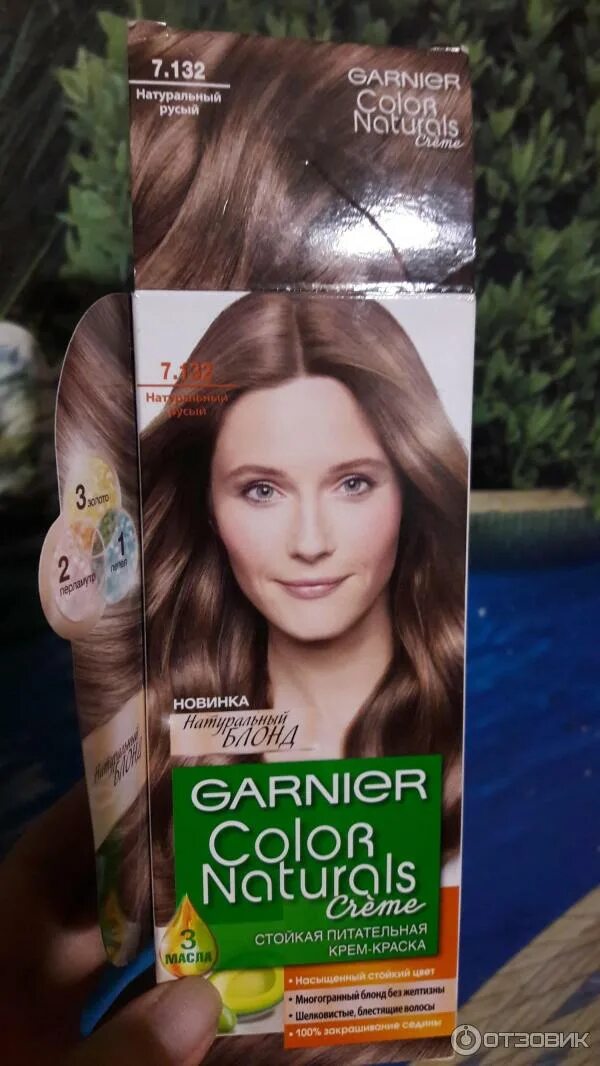 7.132
Натуральный
русый
GARNIER
Color
Naturals
Crème
7.132
Натуральный
русый
3 золото
2 перламутр
1 пепел
НОВИНКА
Натуральный
БЛОНД
Натуральный
БЛОНД
GARNIER
Color
Naturals
Crème
СТОЙКАЯ ПИТАТЕЛЬНАЯ
КРЕМ-КРАСКА
3
МАСЛА
• Насыщенный стойкий цвет
• Многогранный блонд без желтизны
• Шелковистые, блестящие волосы
• 100% закрашивание седины
ОТЗОВИК